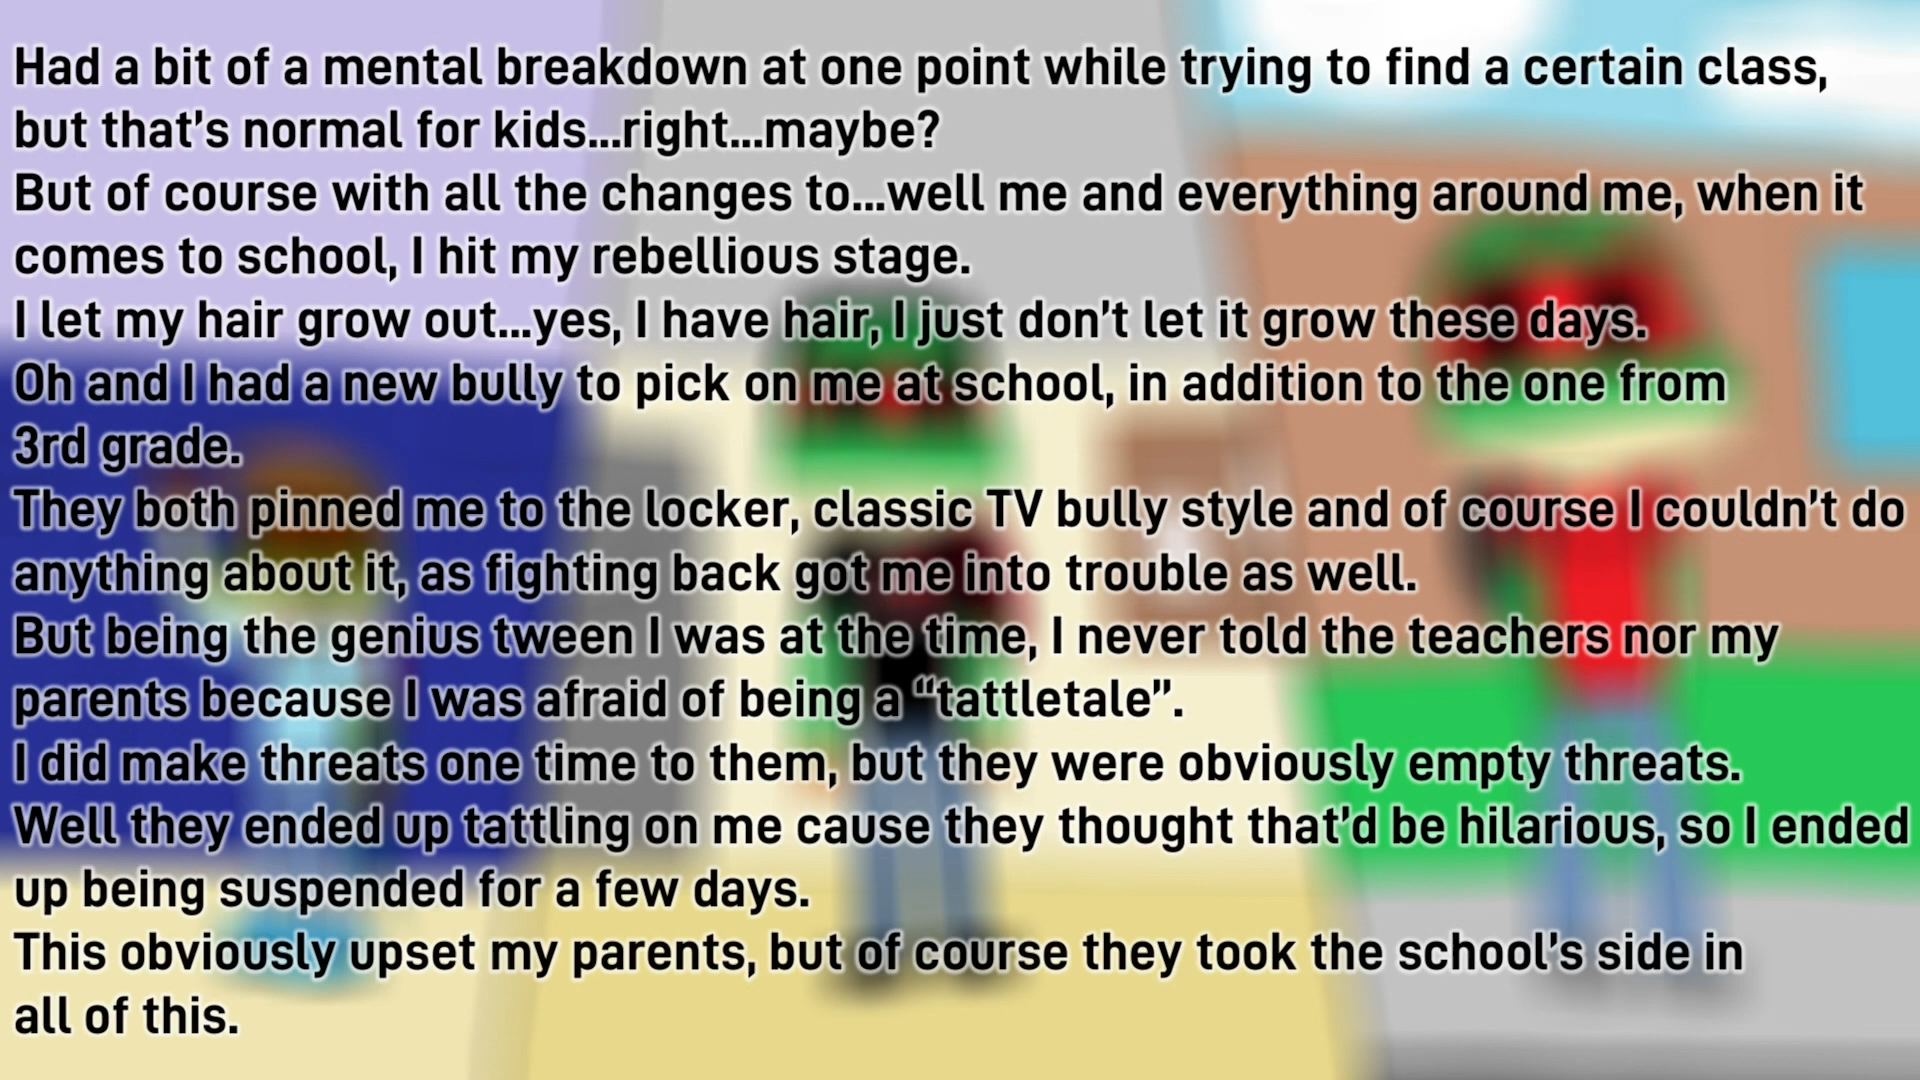 Had a bit of a mental breakdown at one point while trying to find a certain class,
but that’s normal for kids...right...maybe?
But of course with all the changes to...well me and everything around me, when it
comes to school, I hit my rebellious stage.
I let my hair grow out...yes, I have hair, I just don’t let it grow these days.
Oh and I had a new bully to pick on me at school, in addition to the one from
3rd grade.
They both pinned me to the locker, classic TV bully style and of course I couldn’t do
anything about it, as fighting back got me into trouble as well.
But being the genius tween I was at the time, I never told the teachers nor my
parents because I was afraid of being a “tattletale”.
I did make threats one time to them, but they were obviously empty threats.
Well they ended up tattling on me cause they thought that’d be hilarious, so I ended
up being suspended for a few days.
This obviously upset my parents, but of course they took the school’s side in
all of this.